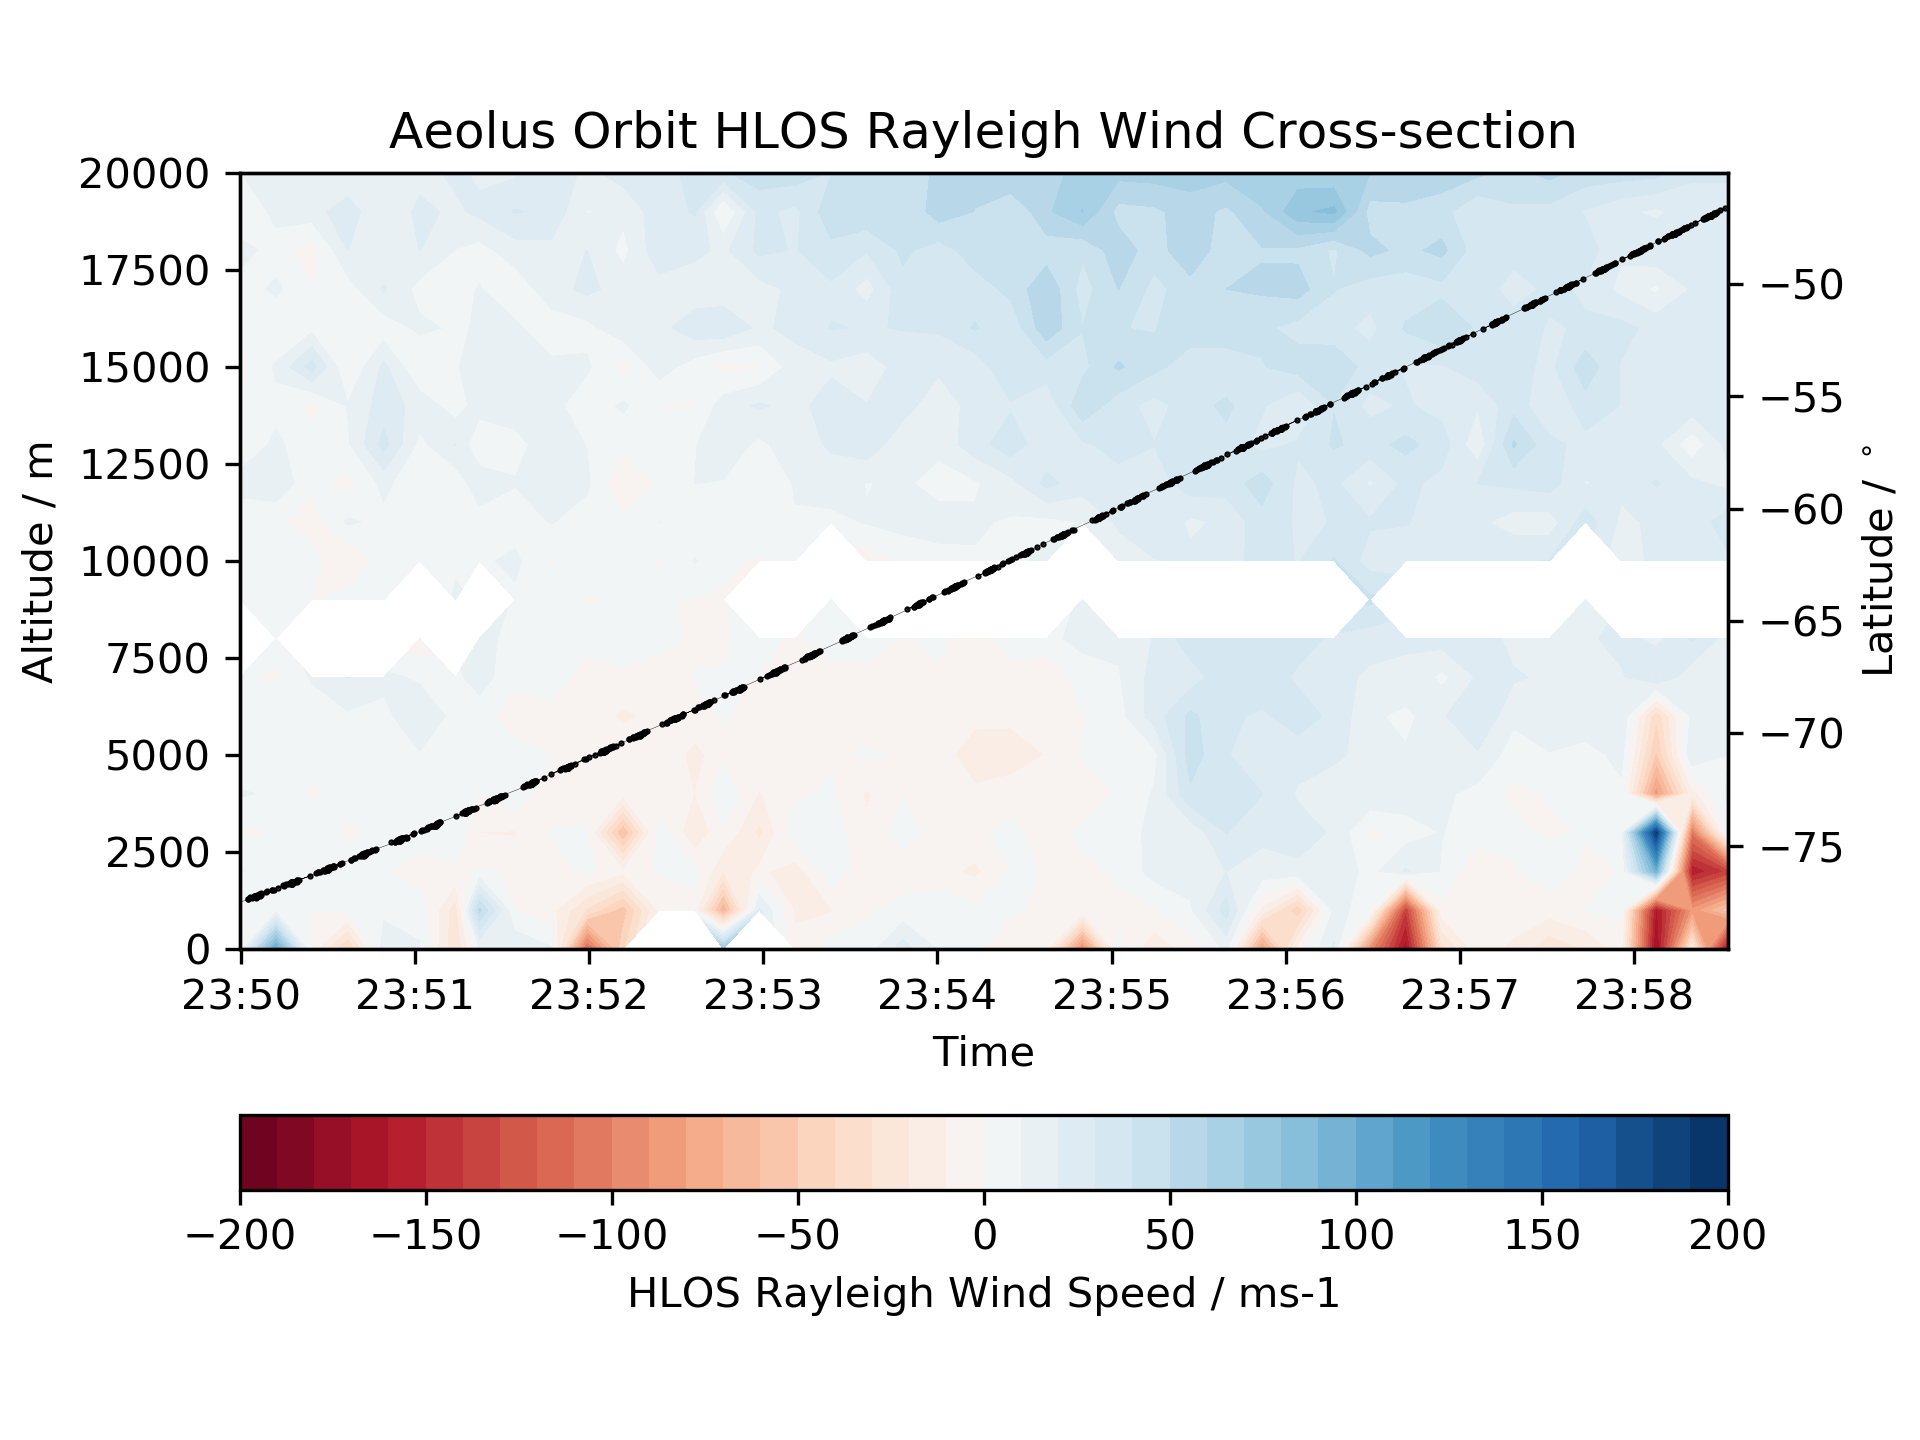 Aeolus Orbit HLOS Rayleigh Wind Cross-section
20000
17500
15000
12500
10000
7500
5000
2500
0
Altitude / m
−50
−55
−60
−65
−70
−75
Latitude / °
23:50 23:51 23:52 23:53 23:54 23:55 23:56 23:57 23:58
Time
−200 −150 −100 −50 0 50 100 150 200
HLOS Rayleigh Wind Speed / ms-1